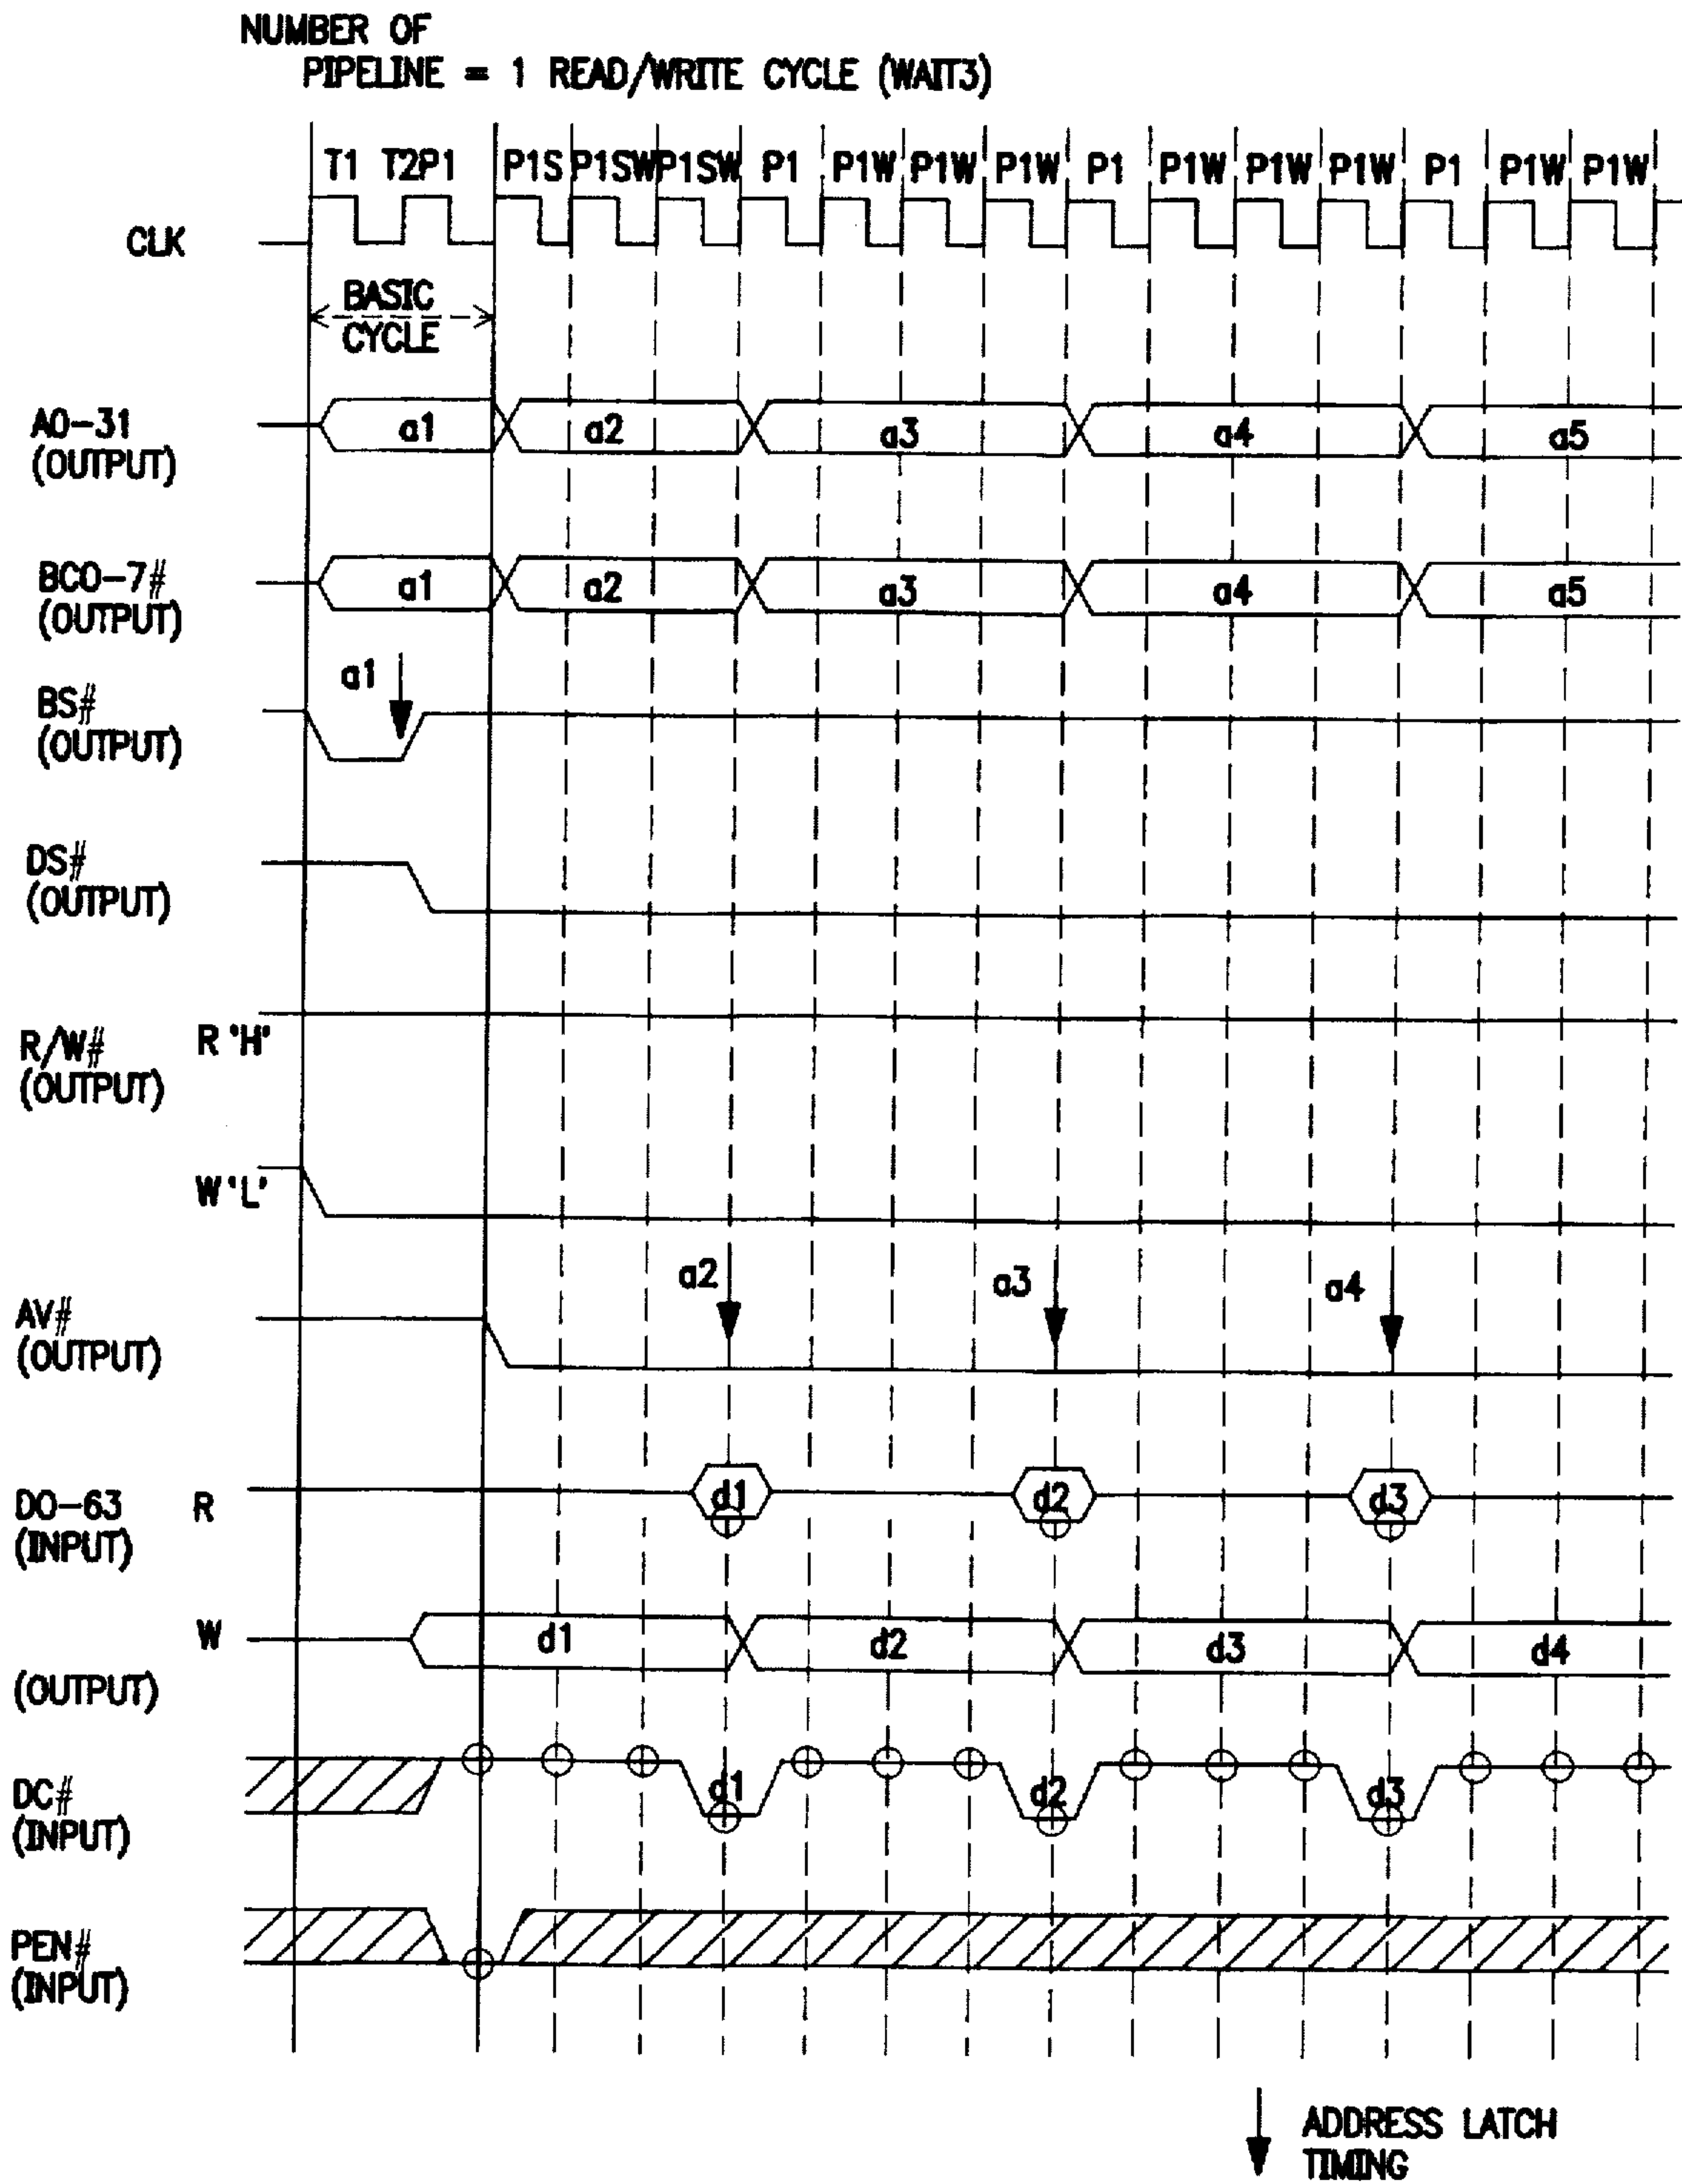 NUMBER OF
PIPELINE = 1 READ/WRITE CYCLE (WAIT3)
T1 T2P1 P1S P1SW P1SW P1 P1W P1W P1W P1 P1W P1W P1W P1 P1W P1W
CLK
BASIC
CYCLE
A0-31
(OUTPUT)
a1 a2 a3 a4 a5
BC0-7#
(OUTPUT)
a1 a2 a3 a4 a5
a1
BS#
(OUTPUT)
DS#
(OUTPUT)
R/W#
(OUTPUT)
R 'H'
W 'L'
a2 a3 a4
AV#
(OUTPUT)
D0-63
(INPUT)
R
d1 d2 d3
W
d1 d2 d3 d4
(OUTPUT)
DC#
(INPUT)
d1 d2 d3
PEN#
(INPUT)
ADDRESS LATCH
TIMING